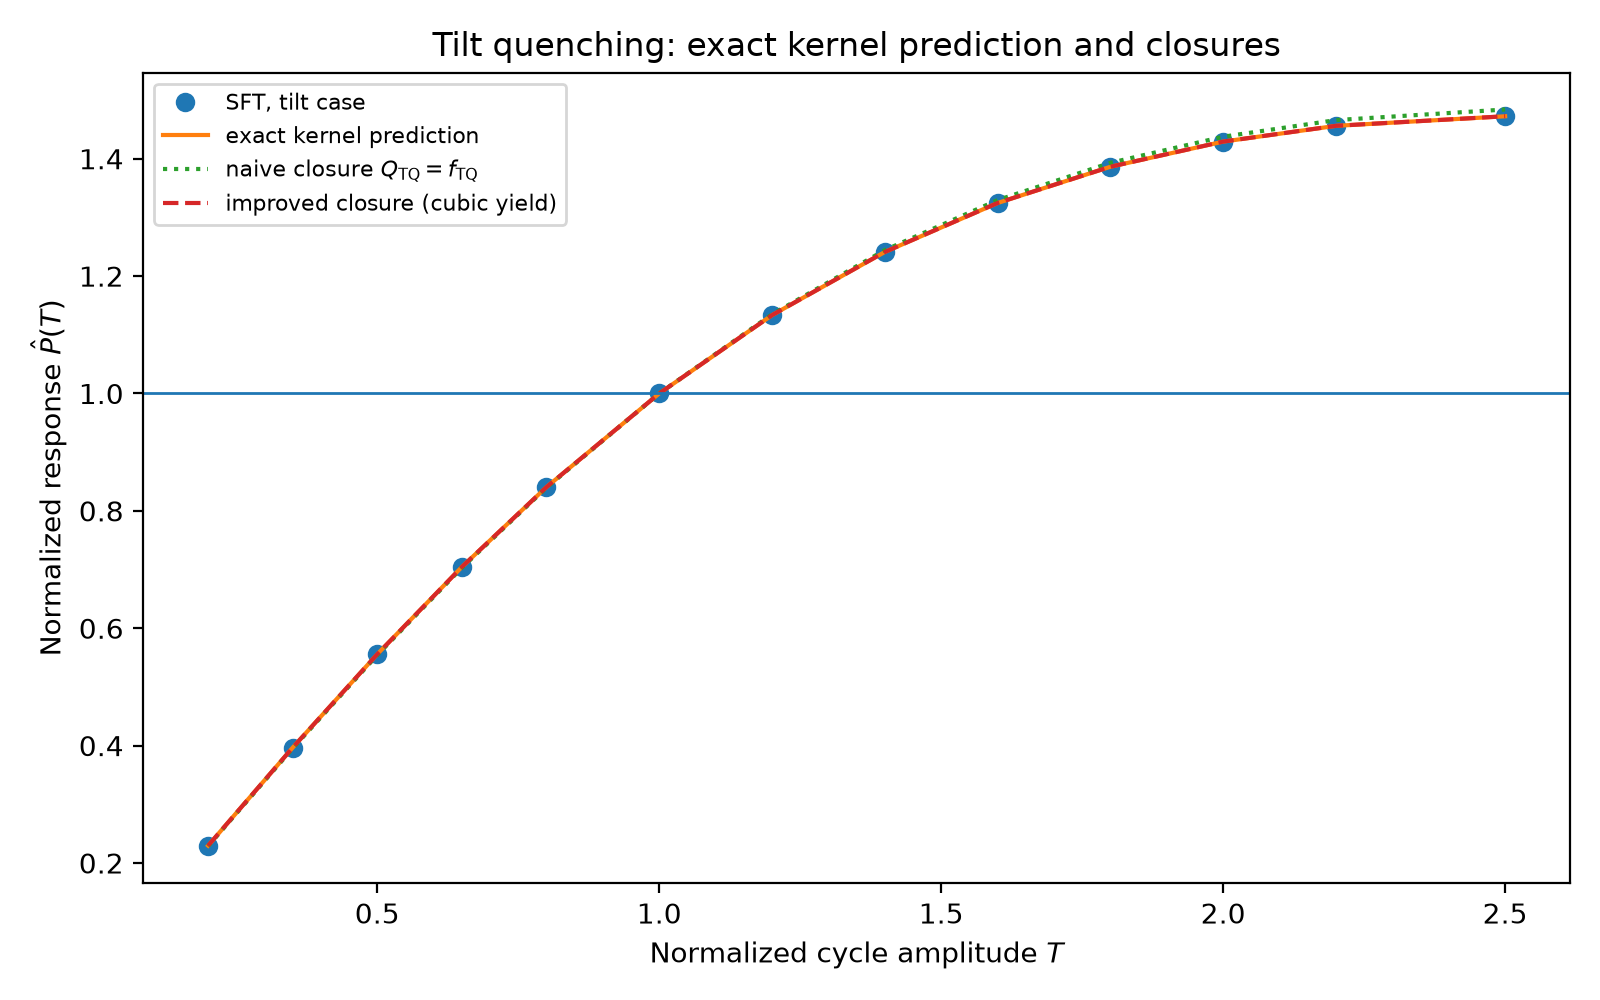 Tilt quenching: exact kernel prediction and closures
SFT, tilt case
exact kernel prediction
naive closure Q_TQ = f_TQ
improved closure (cubic yield)
Normalized response P̂(T)
1.4
1.2
1.0
0.8
0.6
0.4
0.2
0.5 1.0 1.5 2.0 2.5
Normalized cycle amplitude T